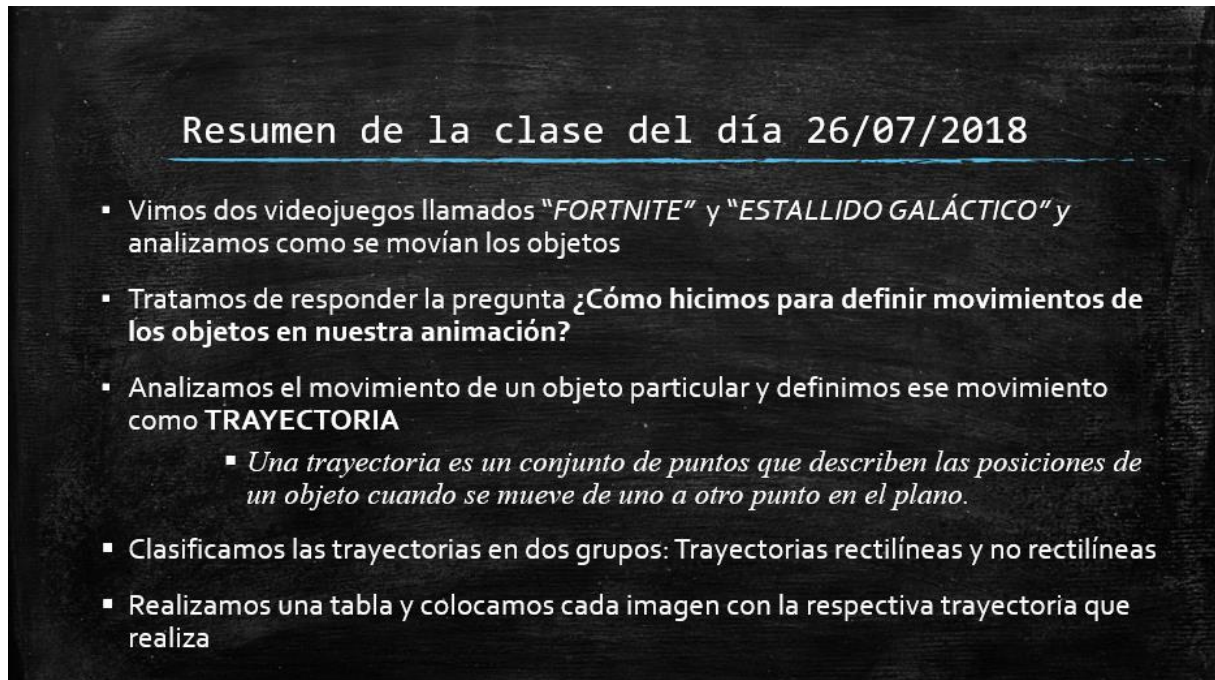 Resumen de la clase del día 26/07/2018
▪ Vimos dos videojuegos llamados “FORTNITE” y “ESTALLIDO GALÁCTICO” y
analizamos como se movían los objetos
▪ Tratamos de responder la pregunta ¿Cómo hicimos para definir movimientos de
los objetos en nuestra animación?
▪ Analizamos el movimiento de un objeto particular y definimos ese movimiento
como TRAYECTORIA
▪ Una trayectoria es un conjunto de puntos que describen las posiciones de
un objeto cuando se mueve de uno a otro punto en el plano.
▪ Clasificamos las trayectorias en dos grupos: Trayectorias rectilíneas y no rectilíneas
▪ Realizamos una tabla y colocamos cada imagen con la respectiva trayectoria que
realiza